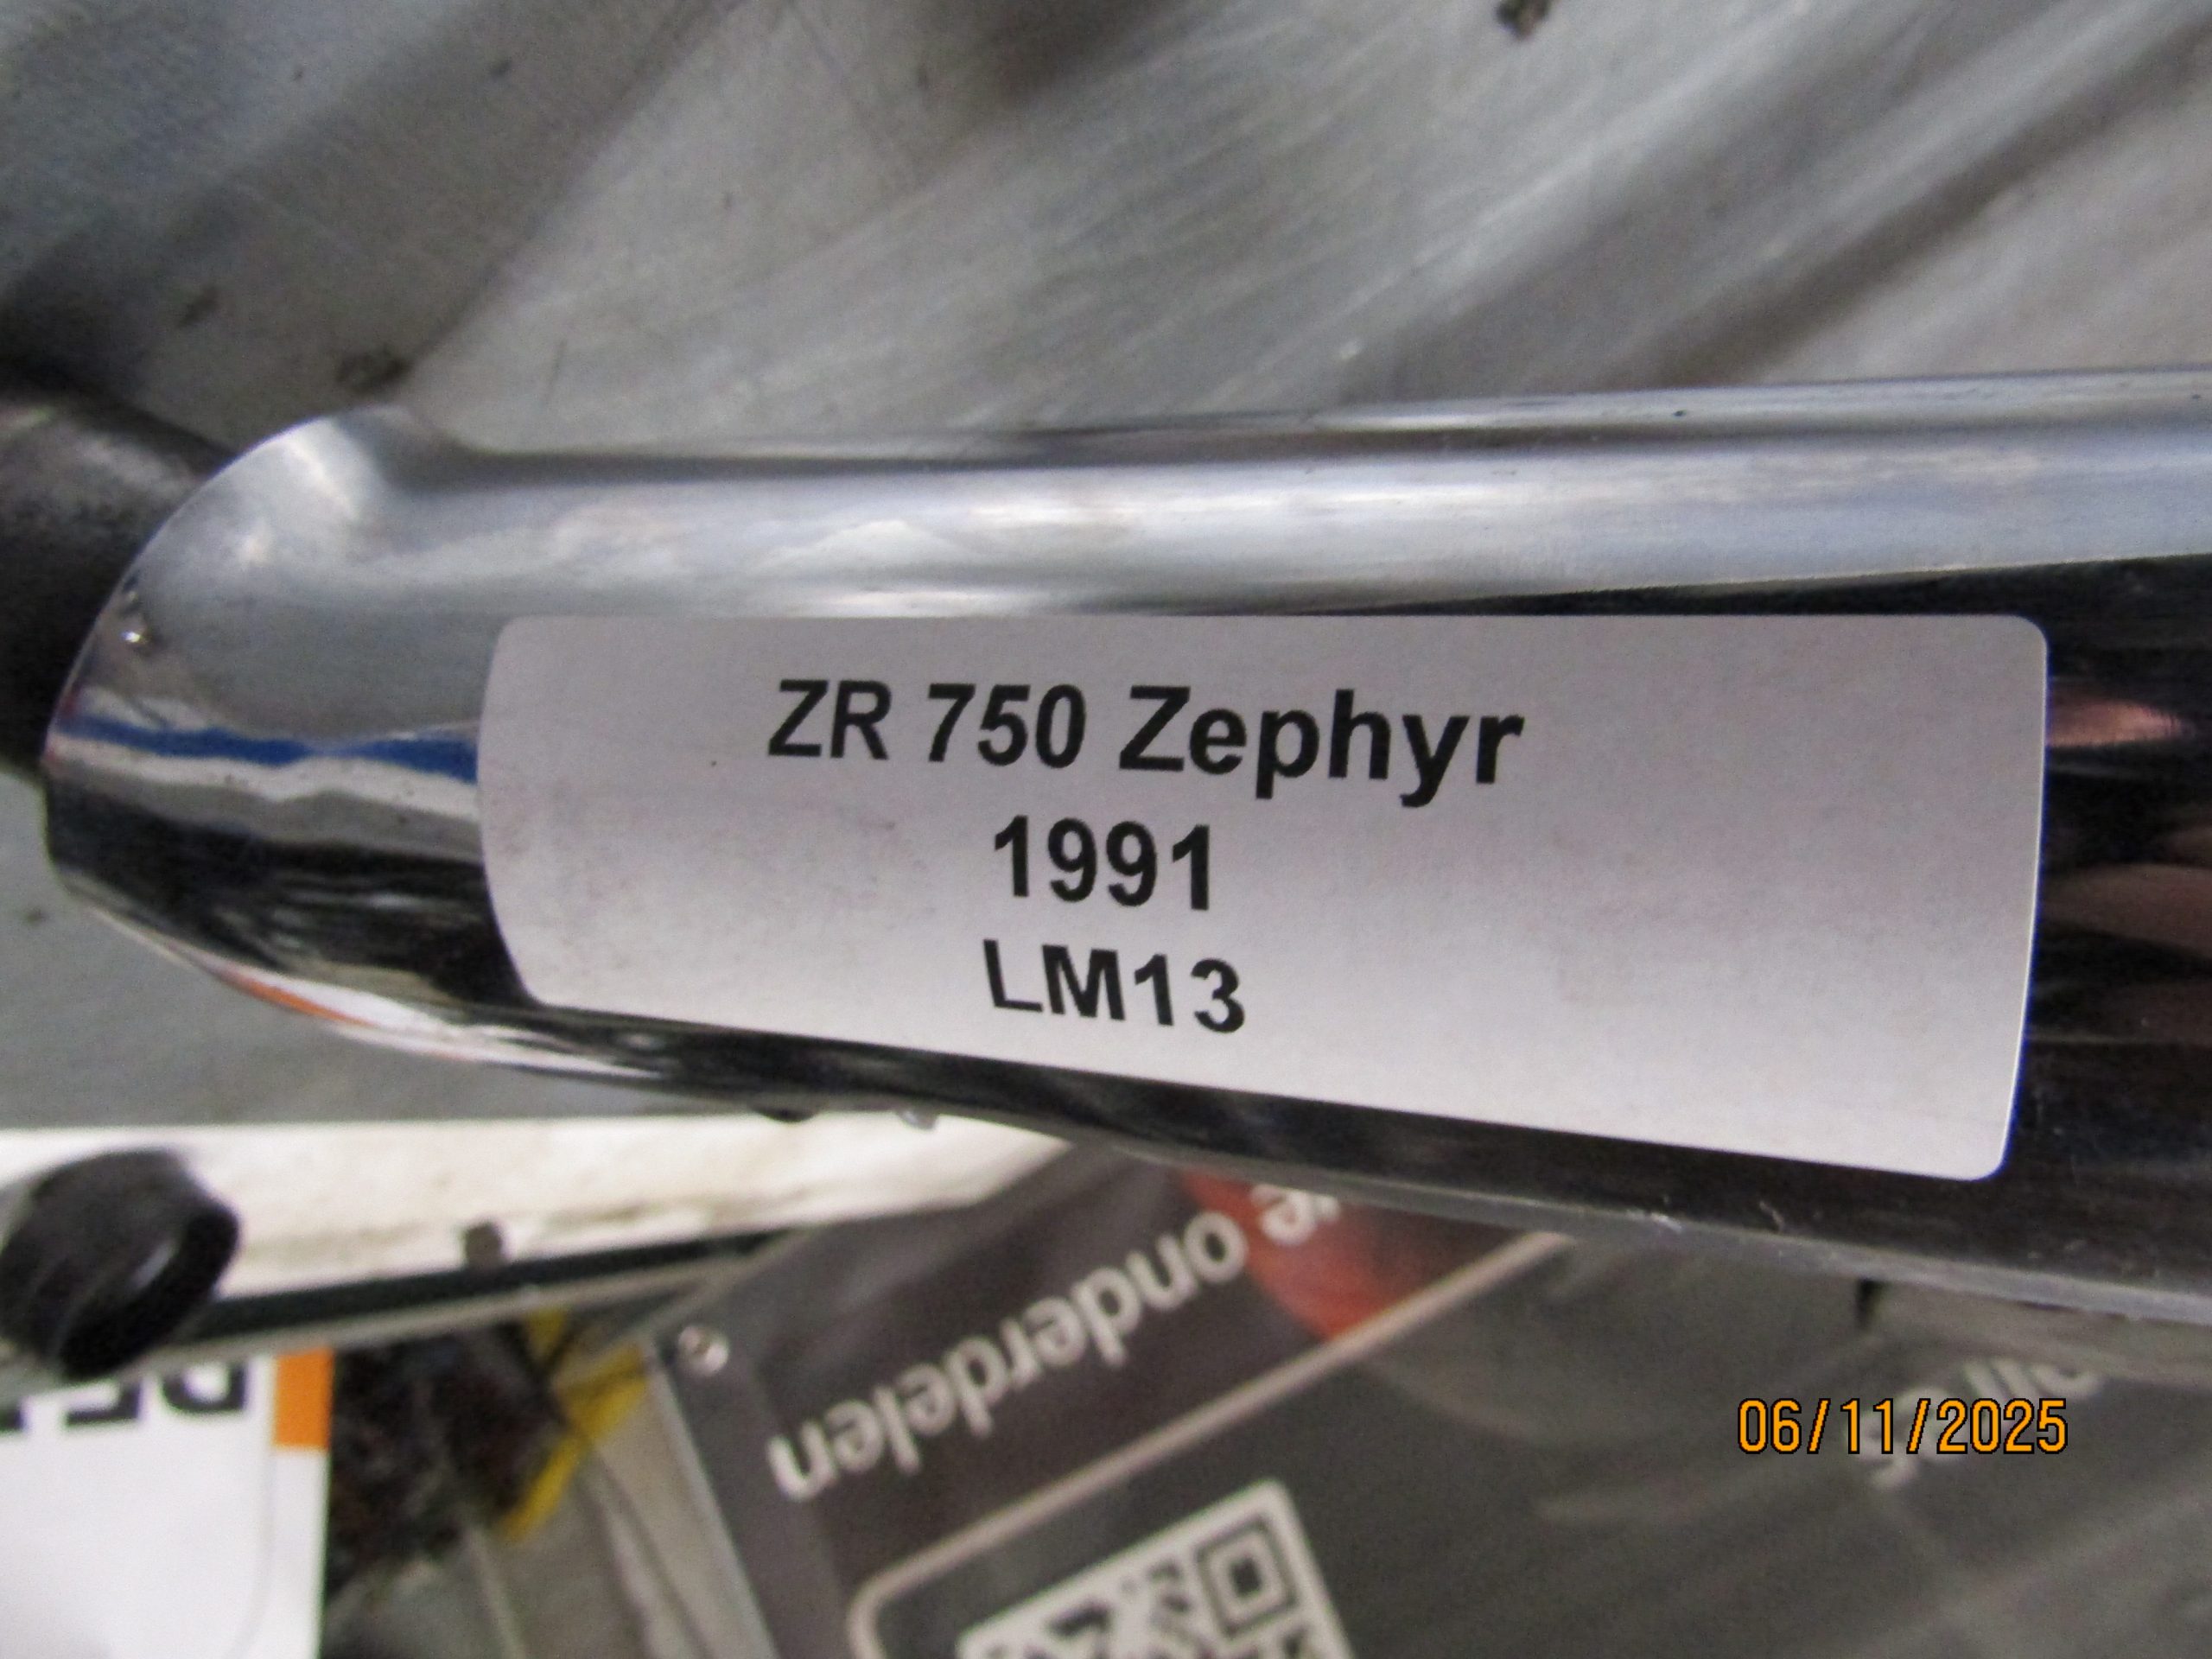 ZR 750 Zephyr
1991
LM13
onderdelen
06/11/2025